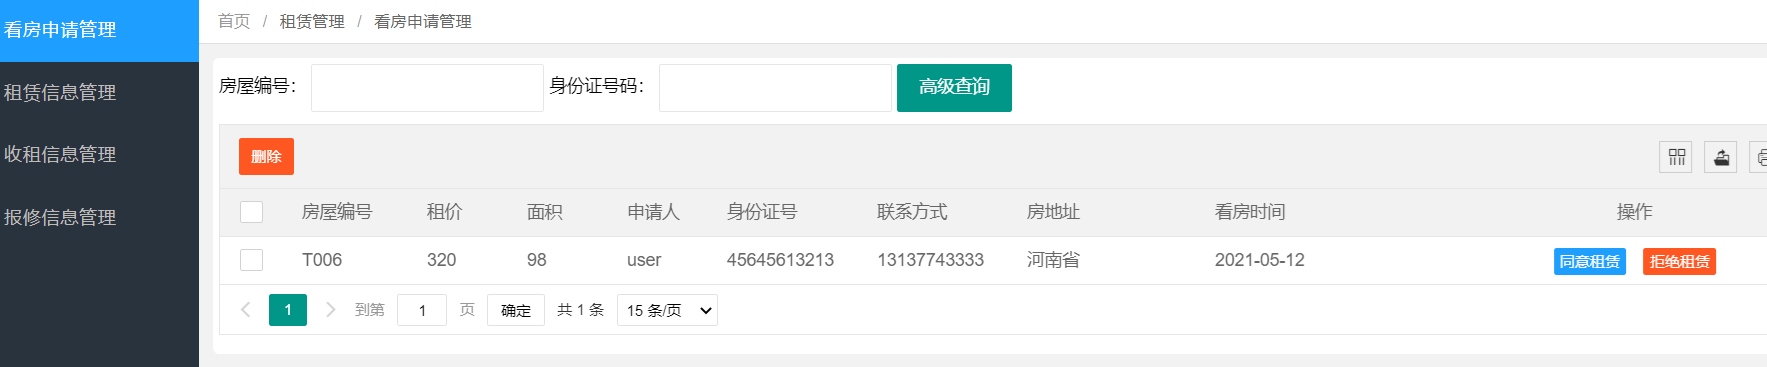 看房申请管理
租赁信息管理
收租信息管理
报修信息管理
首页 / 租赁管理 / 看房申请管理
房屋编号： 身份证号码： 高级查询
删除
房屋编号 租价 面积 申请人 身份证号 联系方式 房地址 看房时间 操作
T006 320 98 user 45645613213 13137743333 河南省 2021-05-12 同意租赁 拒绝租赁
1 到第 1 页 确定 共 1 条 15 条/页